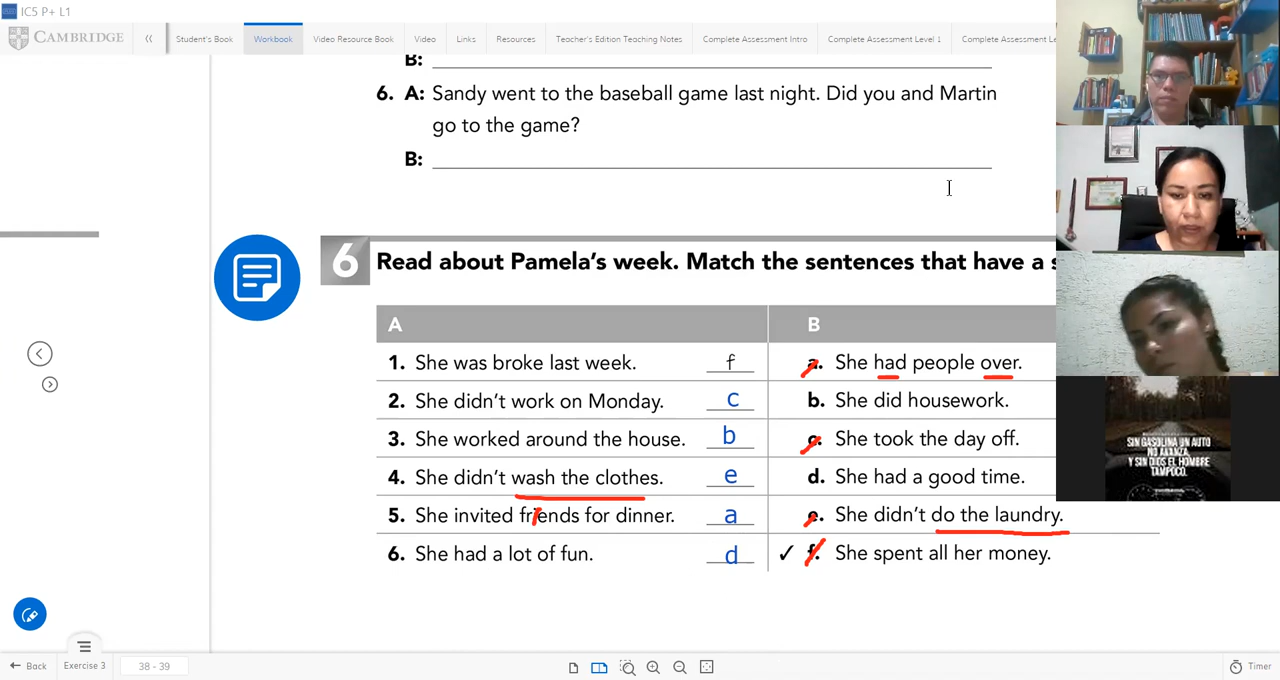 IC5 P+ L1
CAMBRIDGE
Student's Book
Workbook
Video Resource Book
Video
Links
Resources
Teacher's Edition Teaching Notes
Complete Assessment Intro
Complete Assessment Level 1
Complete Assessment Le
B:
6. A: Sandy went to the baseball game last night. Did you and Martin
go to the game?
B:
6 Read about Pamela's week. Match the sentences that have a s
A B
1. She was broke last week. f a. She had people over.
2. She didn't work on Monday. c b. She did housework.
3. She worked around the house. b c. She took the day off.
4. She didn't wash the clothes. e d. She had a good time.
5. She invited friends for dinner. a e. She didn't do the laundry.
6. She had a lot of fun. d ✓ f. She spent all her money.
SIN GASOLINA UN AUTO
NO AVANZA,
Y SIN DIOS EL HOMBRE
TAMPOCO.
Back
Exercise 3
38 - 39
Timer